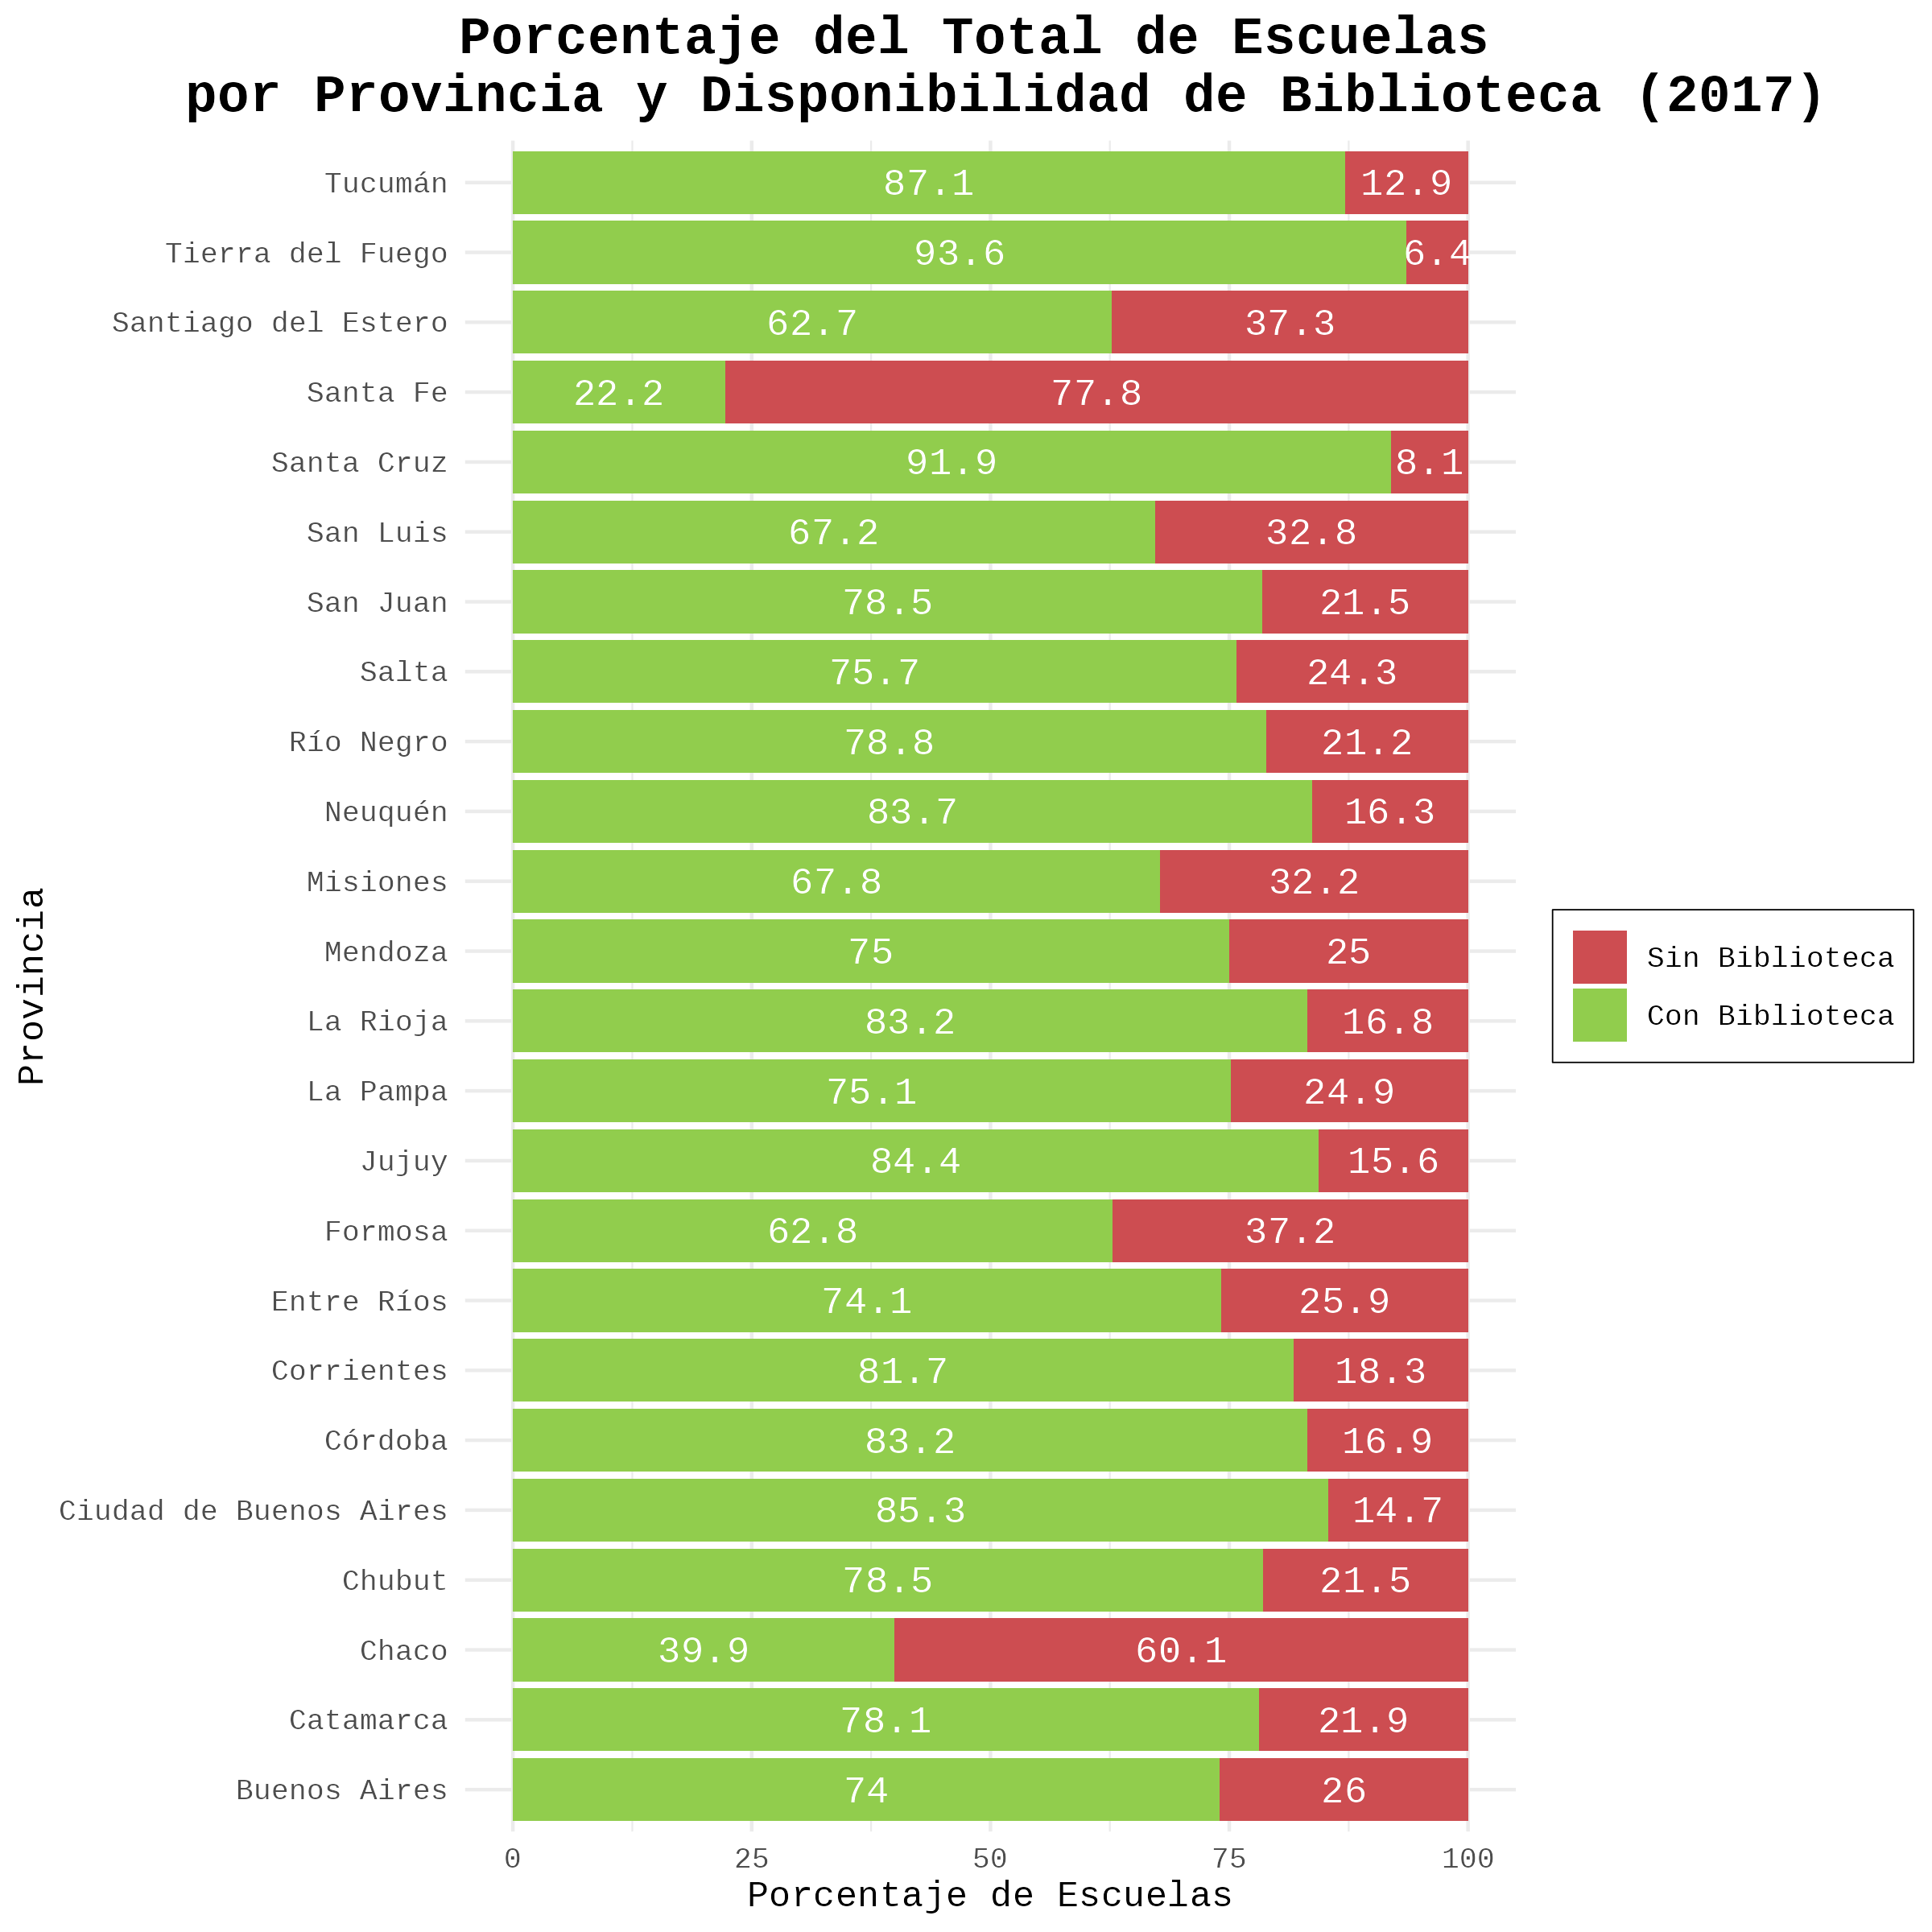 Porcentaje del Total de Escuelas
por Provincia y Disponibilidad de Biblioteca (2017)
Tucumán 87.1 12.9
Tierra del Fuego 93.6 6.4
Santiago del Estero 62.7 37.3
Santa Fe 22.2 77.8
Santa Cruz 91.9 8.1
San Luis 67.2 32.8
San Juan 78.5 21.5
Salta 75.7 24.3
Río Negro 78.8 21.2
Neuquén 83.7 16.3
Misiones 67.8 32.2
Mendoza 75 25
La Rioja 83.2 16.8
La Pampa 75.1 24.9
Jujuy 84.4 15.6
Formosa 62.8 37.2
Entre Ríos 74.1 25.9
Corrientes 81.7 18.3
Córdoba 83.2 16.9
Ciudad de Buenos Aires 85.3 14.7
Chubut 78.5 21.5
Chaco 39.9 60.1
Catamarca 78.1 21.9
Buenos Aires 74 26
0 25 50 75 100
Porcentaje de Escuelas
Provincia
Sin Biblioteca
Con Biblioteca